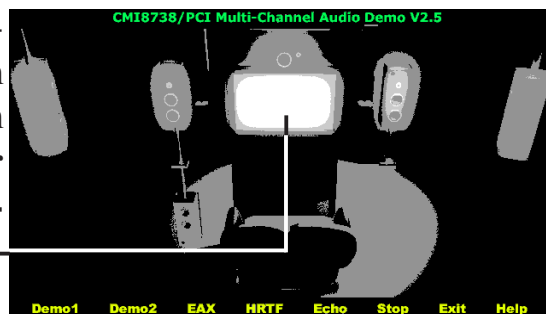 CMI8738/PCI Multi-Channel Audio Demo V2.5
Demo1 Demo2 EAX HRTF Echo Stop Exit Help